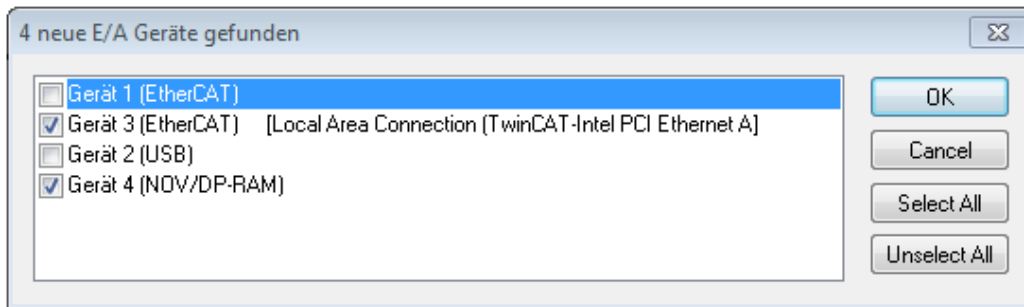 4 neue E/A Geräte gefunden
Gerät 1 (EtherCAT)
Gerät 3 (EtherCAT) [Local Area Connection (TwinCAT-Intel PCI Ethernet A]
Gerät 2 (USB)
Gerät 4 (NOV/DP-RAM)
OK
Cancel
Select All
Unselect All